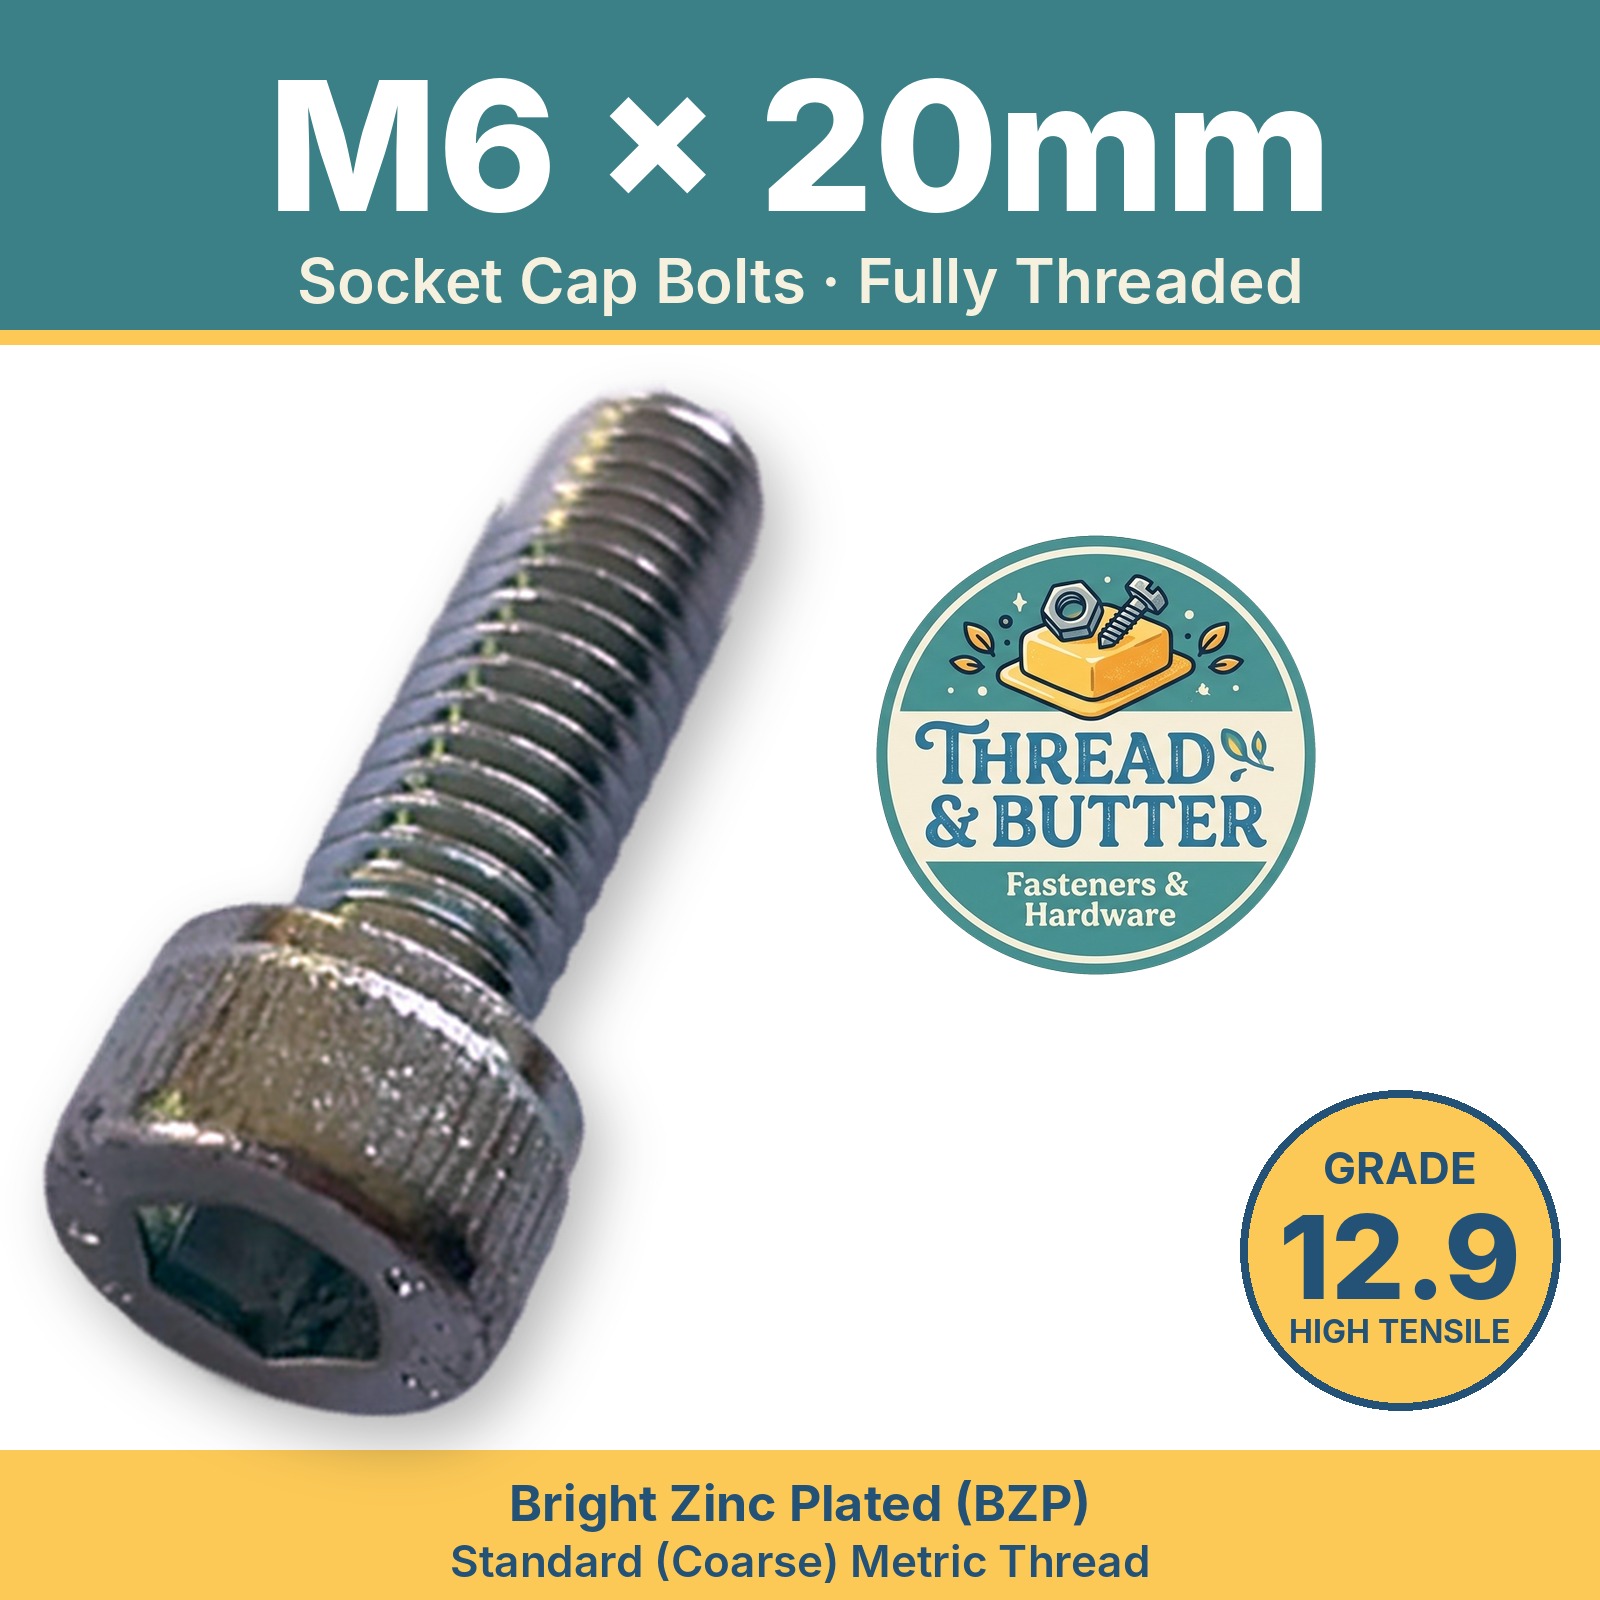 M6 × 20mm
Socket Cap Bolts · Fully Threaded
THREAD
& BUTTER
Fasteners &
Hardware
GRADE
12.9
HIGH TENSILE
Bright Zinc Plated (BZP)
Standard (Coarse) Metric Thread